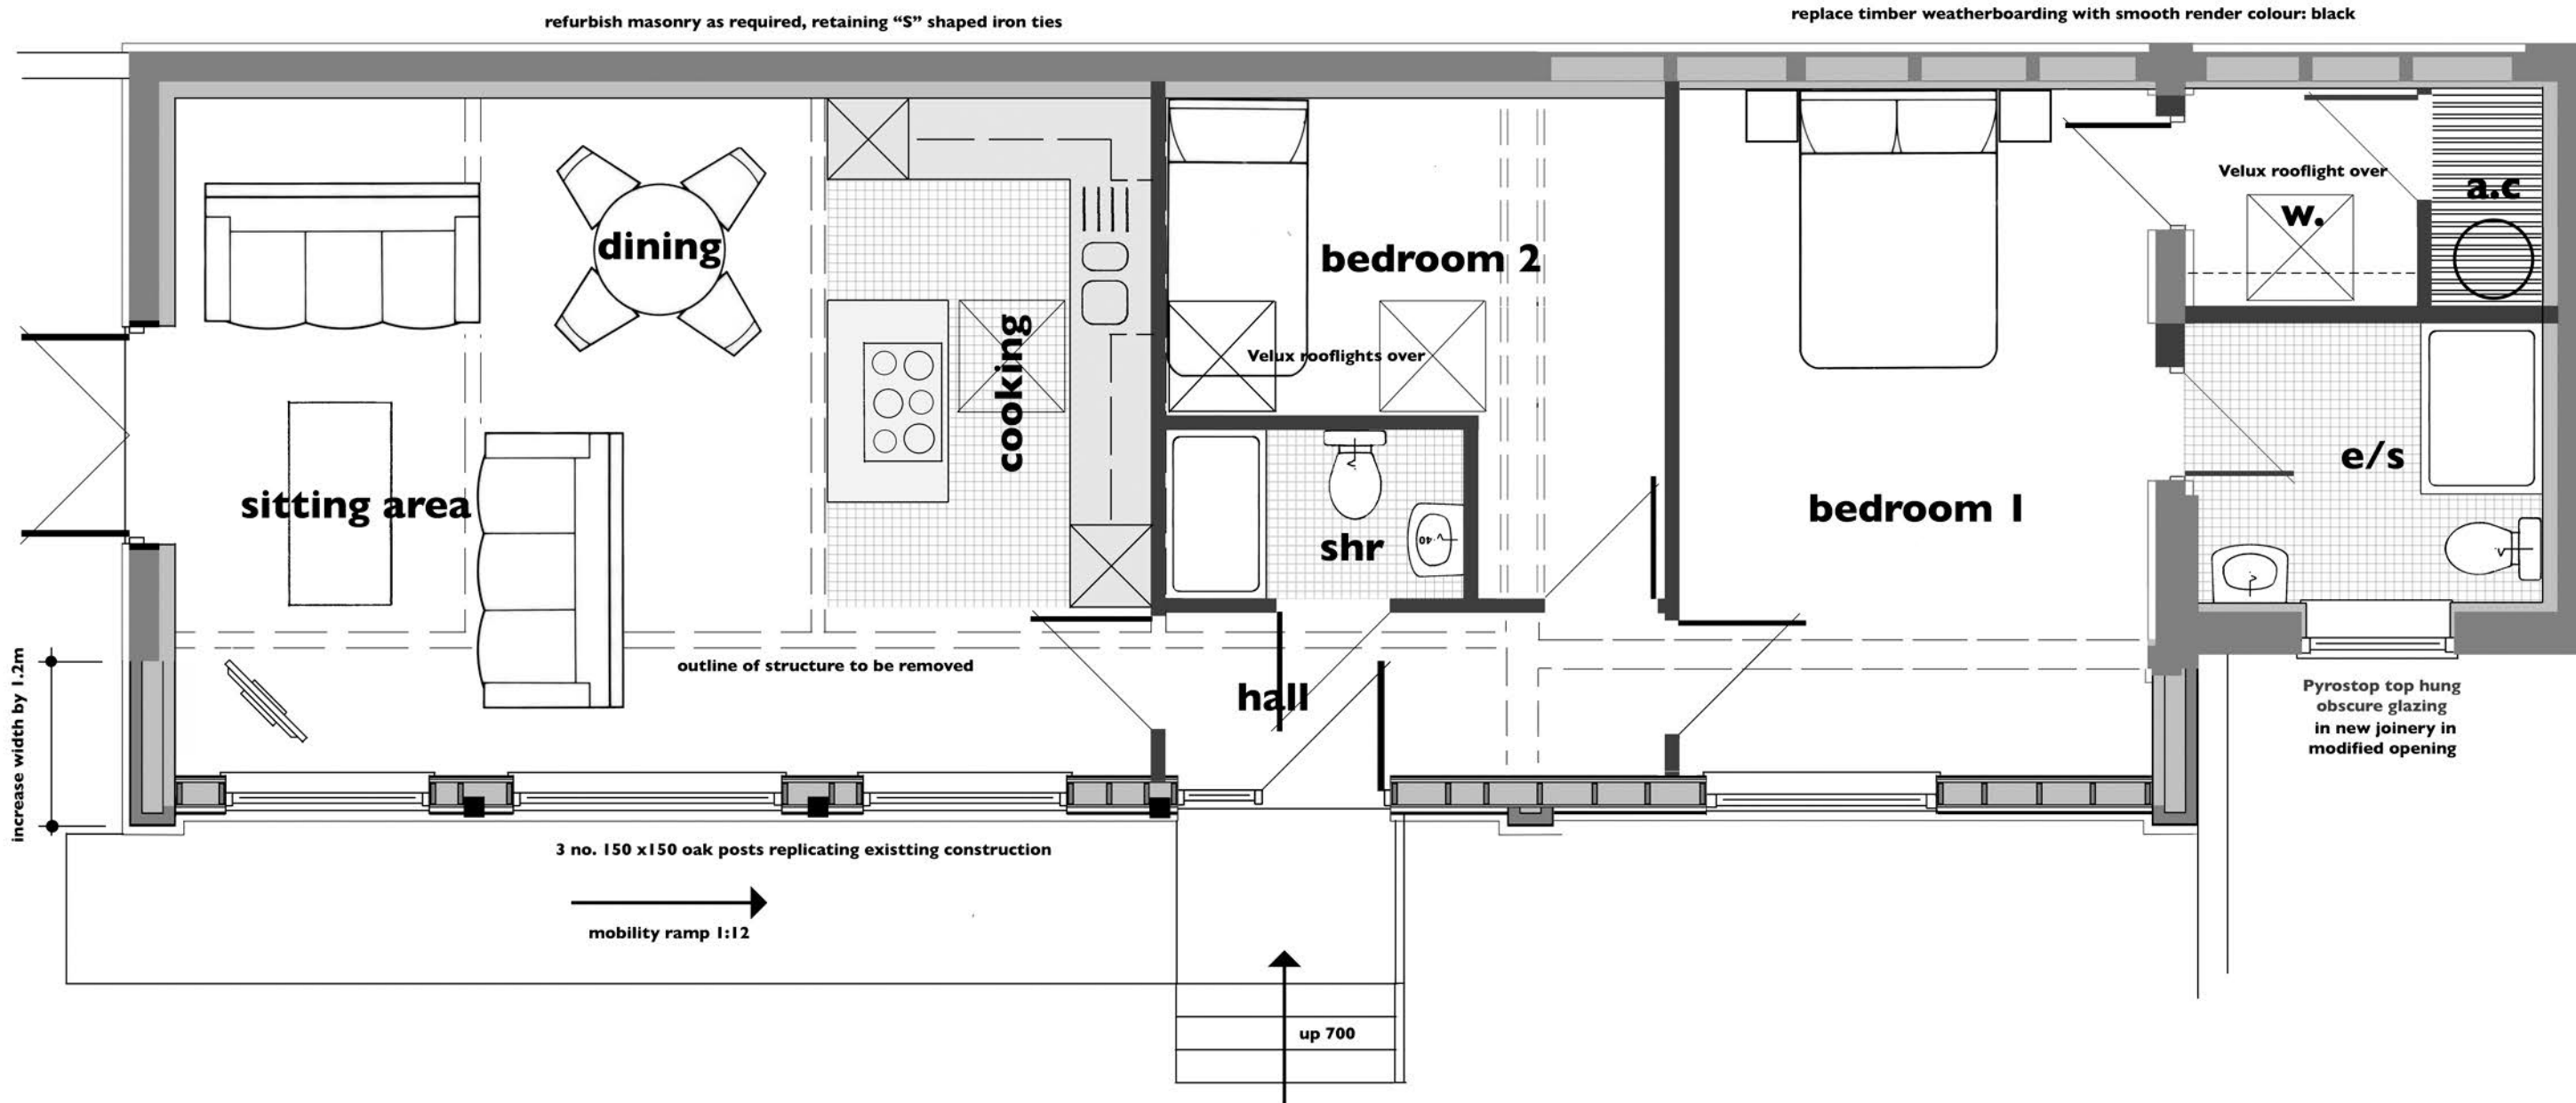 refurbish masonry as required, retaining “S” shaped iron ties
replace timber weatherboarding with smooth render colour: black
Velux rooflight over
a.c
w.
dining
bedroom 2
cooking
Velux rooflights over
sitting area
shr
40
bedroom 1
e/s
increase width by 1.2m
outline of structure to be removed
hall
Pyrostop top hung
obscure glazing
in new joinery in
modified opening
3 no. 150 x150 oak posts replicating existting construction
mobility ramp 1:12
up 700